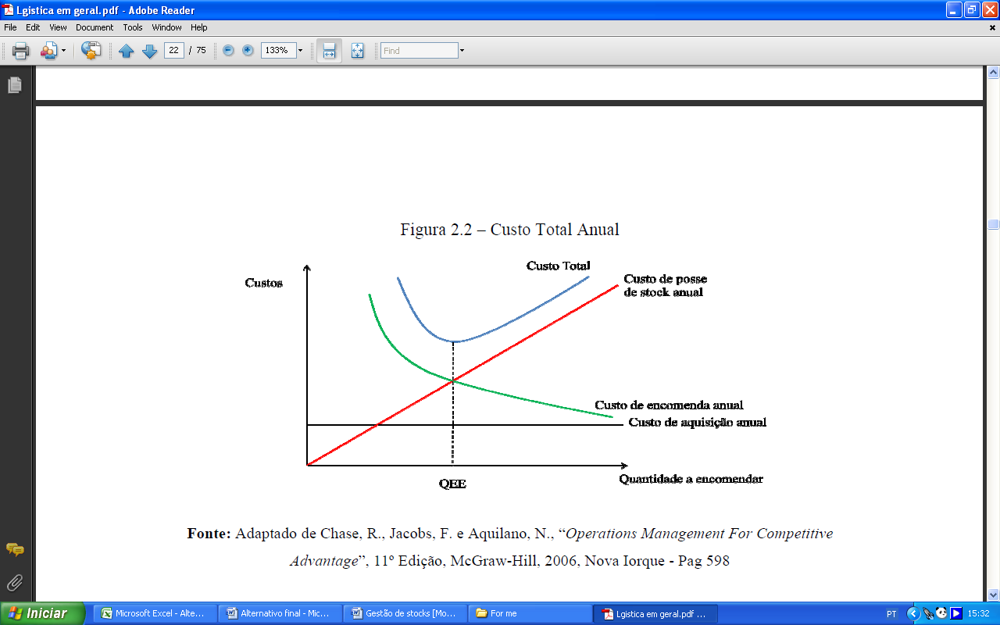 Lgistica em geral.pdf - Adobe Reader
File Edit View Document Tools Window Help
22 / 75 133% Find
Figura 2.2 – Custo Total Anual
Custo Total
Custos
Custo de posse
de stock anual
Custo de encomenda anual
Custo de aquisição anual
QEE
Quantidade a encomendar
Fonte: Adaptado de Chase, R., Jacobs, F. e Aquilano, N., “Operations Management For Competitive
Advantage”, 11º Edição, McGraw-Hill, 2006, Nova Iorque - Pag 598
Iniciar Microsoft Excel - Alte... Alternativo final - Mic... Gestão de stocks [Mo... For me Lgistica em geral.pdf ... PT 15:32